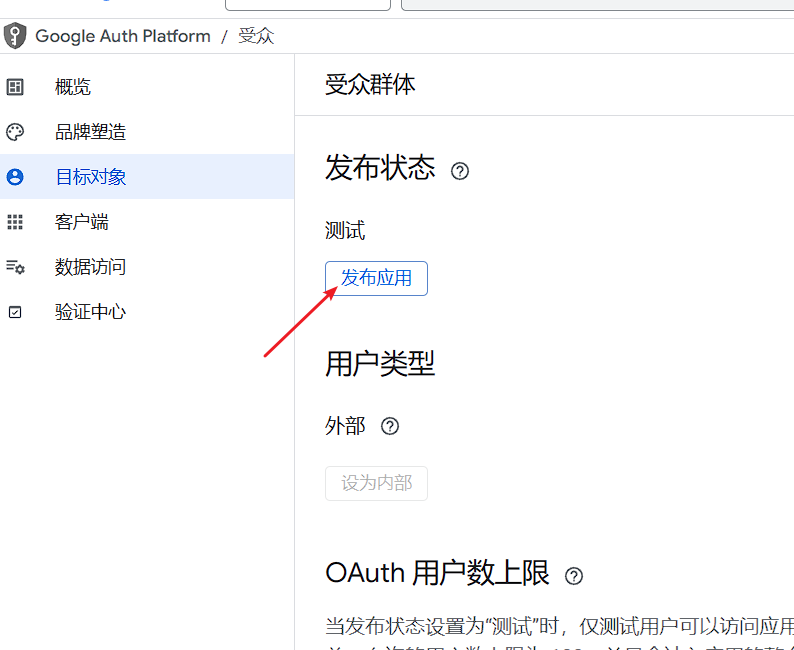 Google Auth Platform / 受众
概览
品牌塑造
目标对象
客户端
数据访问
验证中心
受众群体
发布状态
测试
发布应用
用户类型
外部
设为内部
OAuth 用户数上限
当发布状态设置为“测试”时，仅测试用户可以访问应用